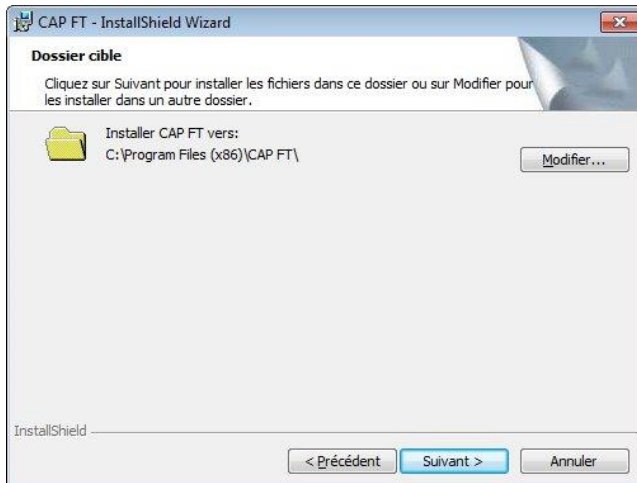 CAP FT - InstallShield Wizard
Dossier cible
Cliquez sur Suivant pour installer les fichiers dans ce dossier ou sur Modifier pour
les installer dans un autre dossier.
Installer CAP FT vers:
C:\Program Files (x86)\CAP FT\
Modifier...
InstallShield
< Précédent
Suivant >
Annuler